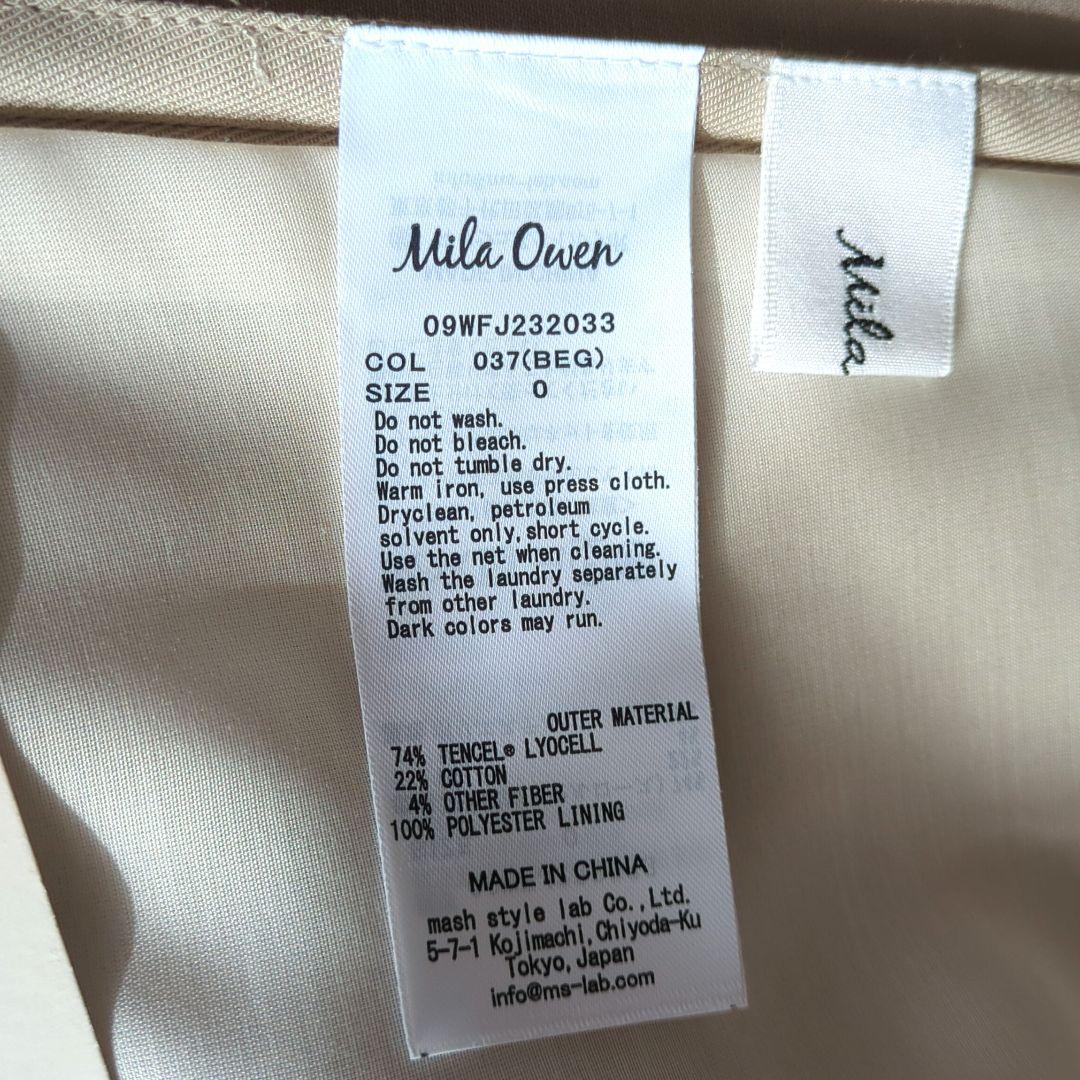 Mila Owen
09WFJ232033
COL 037(BEG)
SIZE 0
Do not wash.
Do not bleach.
Do not tumble dry.
Warm iron, use press cloth.
Dryclean, petroleum
solvent only,short cycle.
Use the net when cleaning.
Wash the laundry separately
from other laundry.
Dark colors may run.
OUTER MATERIAL
74% TENCEL® LYOCELL
22% COTTON
4% OTHER FIBER
100% POLYESTER LINING
MADE IN CHINA
mash style lab Co.,Ltd.
5-7-1 Kojimachi,Chiyoda-Ku
Tokyo,Japan
info@ms-lab.com
Mila